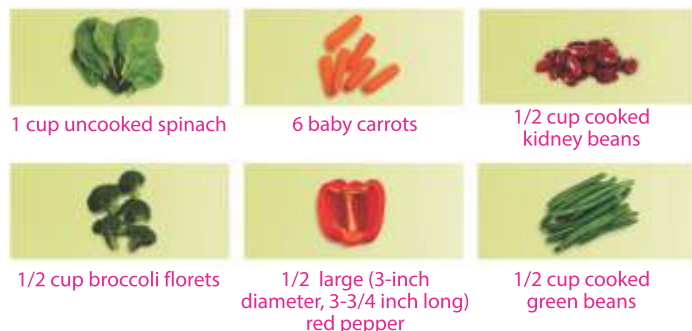 1 cup uncooked spinach
6 baby carrots
1/2 cup cooked
kidney beans
1/2 cup broccoli florets
1/2 large (3-inch
diameter, 3-3/4 inch long)
red pepper
1/2 cup cooked
green beans